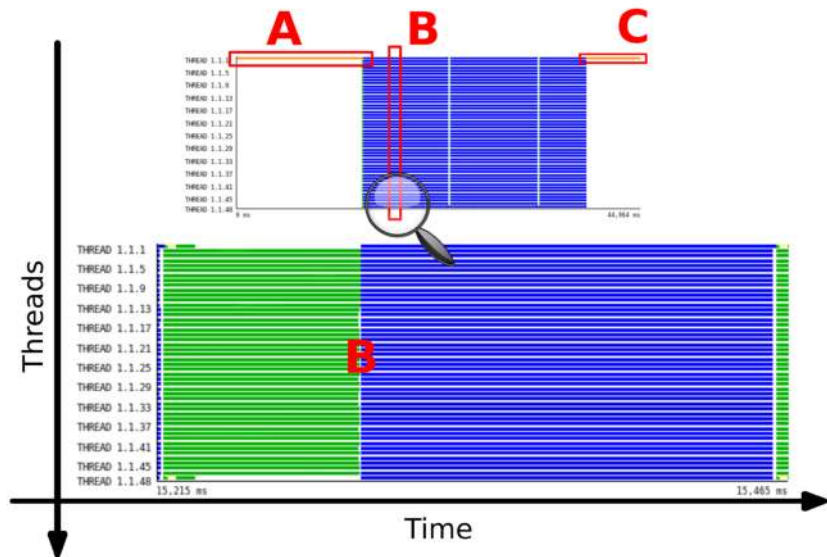 A B C
THREAD 1.1.1
THREAD 1.1.5
THREAD 1.1.9
THREAD 1.1.13
THREAD 1.1.17
THREAD 1.1.21
THREAD 1.1.25
THREAD 1.1.29
THREAD 1.1.33
THREAD 1.1.37
THREAD 1.1.41
THREAD 1.1.45
THREAD 1.1.48
0 ms 44,964 ms
THREAD 1.1.1
THREAD 1.1.5
THREAD 1.1.9
THREAD 1.1.13
THREAD 1.1.17
THREAD 1.1.21
THREAD 1.1.25
THREAD 1.1.29
THREAD 1.1.33
THREAD 1.1.37
THREAD 1.1.41
THREAD 1.1.45
THREAD 1.1.48
B
15,215 ms 15,465 ms
Threads
Time